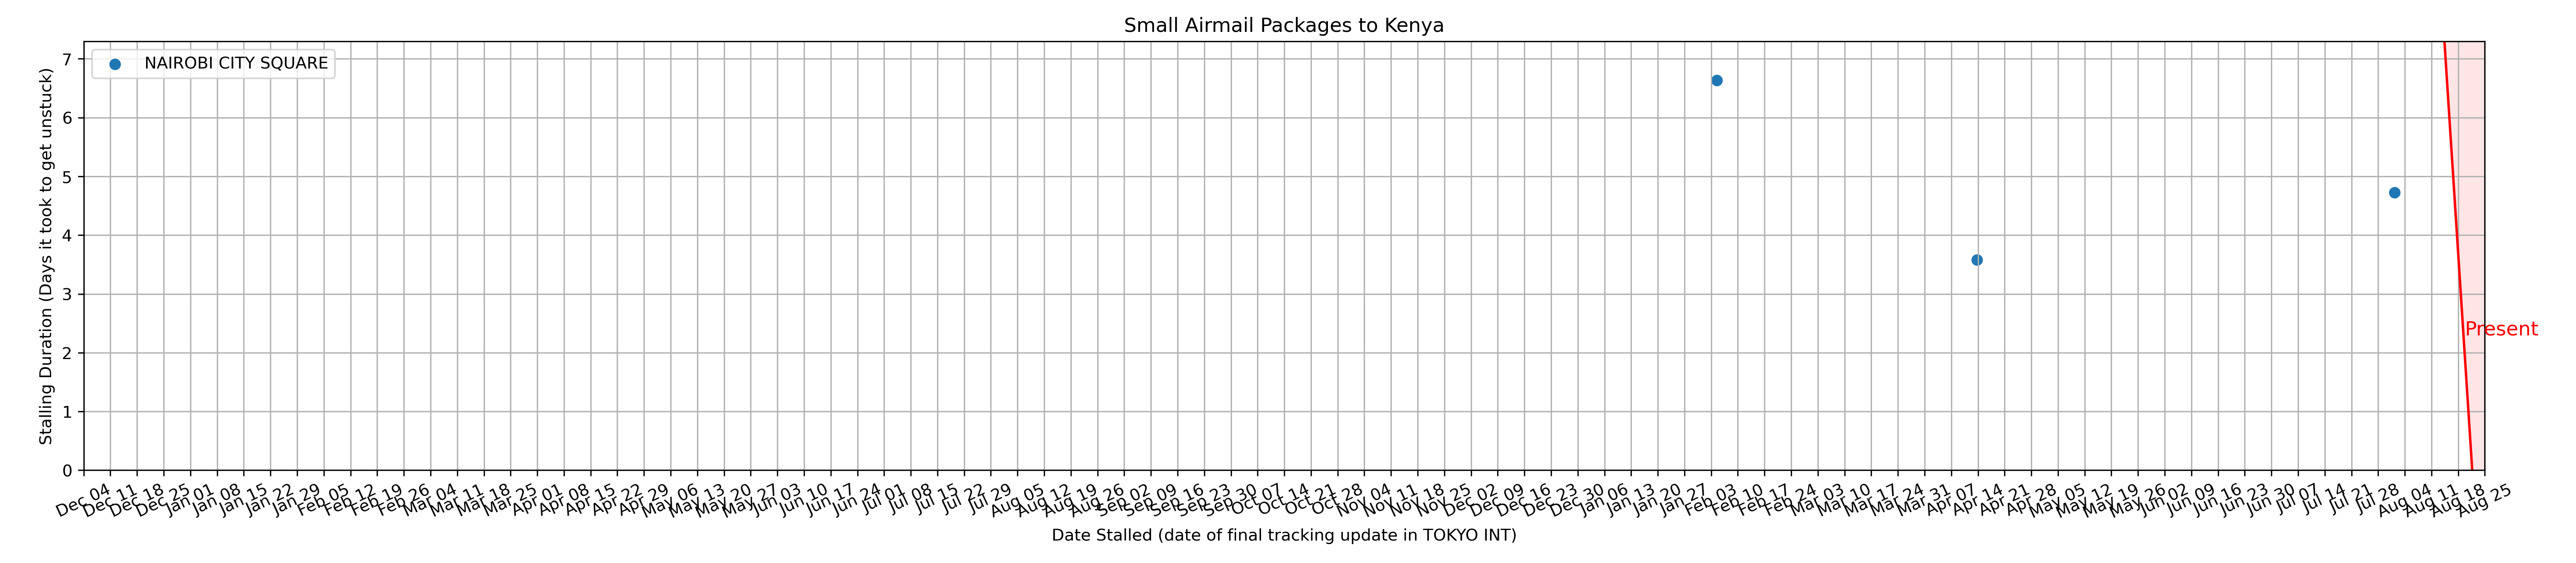 Small Airmail Packages to Kenya
NAIROBI CITY SQUARE
Stalling Duration (Days it took to get unstuck)
7
6
5
4
3
2
1
0
Present
Dec 04
Dec 11
Dec 18
Dec 25
Jan 01
Jan 08
Jan 15
Jan 22
Jan 29
Feb 05
Feb 12
Feb 19
Feb 26
Mar 04
Mar 11
Mar 18
Mar 25
Apr 01
Apr 08
Apr 15
Apr 22
Apr 29
May 06
May 13
May 20
May 27
Jun 03
Jun 10
Jun 17
Jun 24
Jul 01
Jul 08
Jul 15
Jul 22
Jul 29
Aug 05
Aug 12
Aug 19
Aug 26
Sep 02
Sep 09
Sep 16
Sep 23
Sep 30
Oct 07
Oct 14
Oct 21
Oct 28
Nov 04
Nov 11
Nov 18
Nov 25
Dec 02
Dec 09
Dec 16
Dec 23
Dec 30
Jan 06
Jan 13
Jan 20
Jan 27
Feb 03
Feb 10
Feb 17
Feb 24
Mar 03
Mar 10
Mar 17
Mar 24
Mar 31
Apr 07
Apr 14
Apr 21
Apr 28
May 05
May 12
May 19
May 26
Jun 02
Jun 09
Jun 16
Jun 23
Jun 30
Jul 07
Jul 14
Jul 21
Jul 28
Aug 04
Aug 11
Aug 18
Aug 25
Date Stalled (date of final tracking update in TOKYO INT)